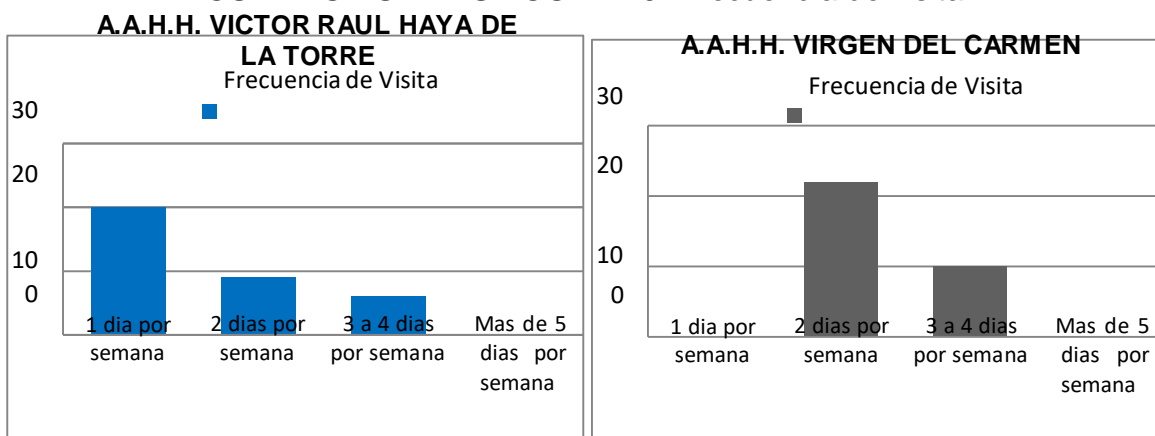 A.A.H.H. VICTOR RAUL HAYA DE
LA TORRE
Frecuencia de Visita
30
20
10
0
1 dia por
semana
2 dias por
semana
3 a 4 dias
por semana
Mas de 5
dias por
semana
A.A.H.H. VIRGEN DEL CARMEN
Frecuencia de Visita
30
20
10
0
1 dia por
semana
2 dias por
semana
3 a 4 dias
por semana
Mas de 5
dias por
semana